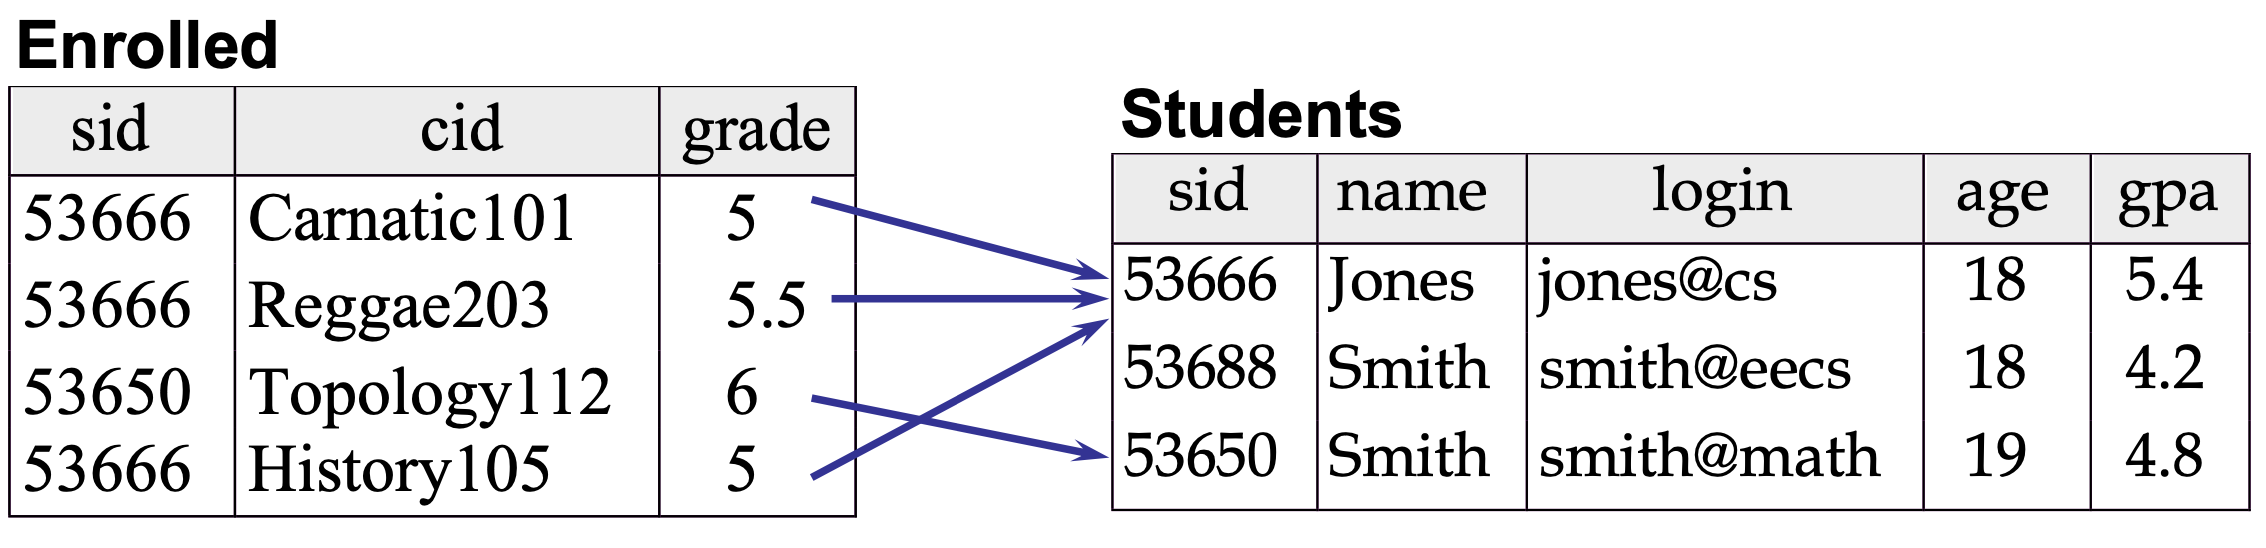 Enrolled
sid cid grade
53666 Carnatic101 5
53666 Reggae203 5.5
53650 Topology112 6
53666 History105 5
Students
sid name login age gpa
53666 Jones jones@cs 18 5.4
53688 Smith smith@eecs 18 4.2
53650 Smith smith@math 19 4.8